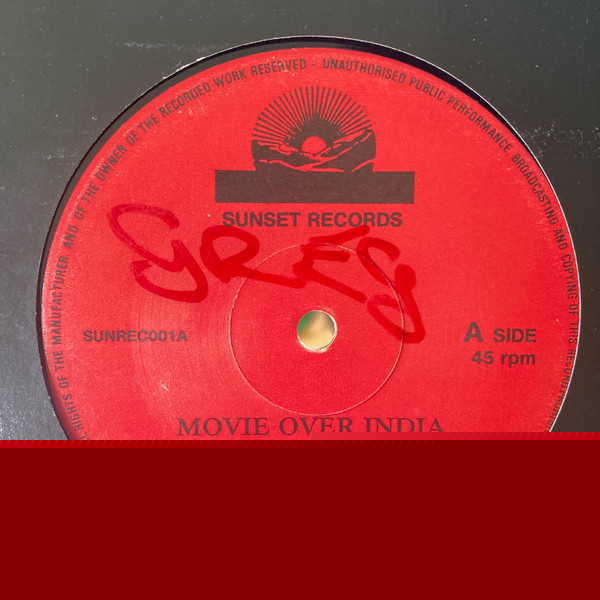 ALL RIGHTS OF THE MANUFACTURER AND OF THE OWNER OF THE RECORDED WORK RESERVED - UNAUTHORISED PUBLIC PERFORMANCE, BROADCASTING AND COPYING OF THIS RECORD
SUNSET RECORDS
GREG
SUNREC001A
A SIDE
45 rpm
MOVIE OVER INDIA